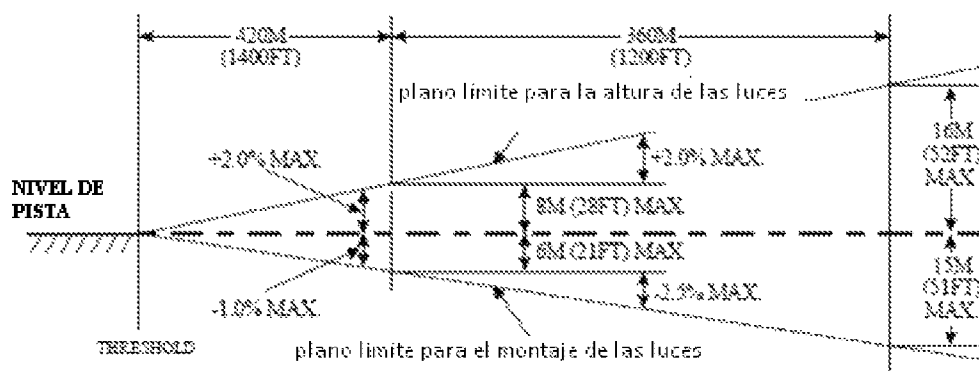 420M
(1400FT)
360M
(1200FT)
plano límite para la altura de las luces
+2.0% MAX.
+2.0% MAX.
16M
(52FT)
MAX
NIVEL DE
PISTA
8M (28FT) MAX
6M (21FT) MAX
15M
(51FT)
MAX.
-1.0% MAX.
-2.5% MAX.
THRESHOLD
plano límite para el montaje de las luces